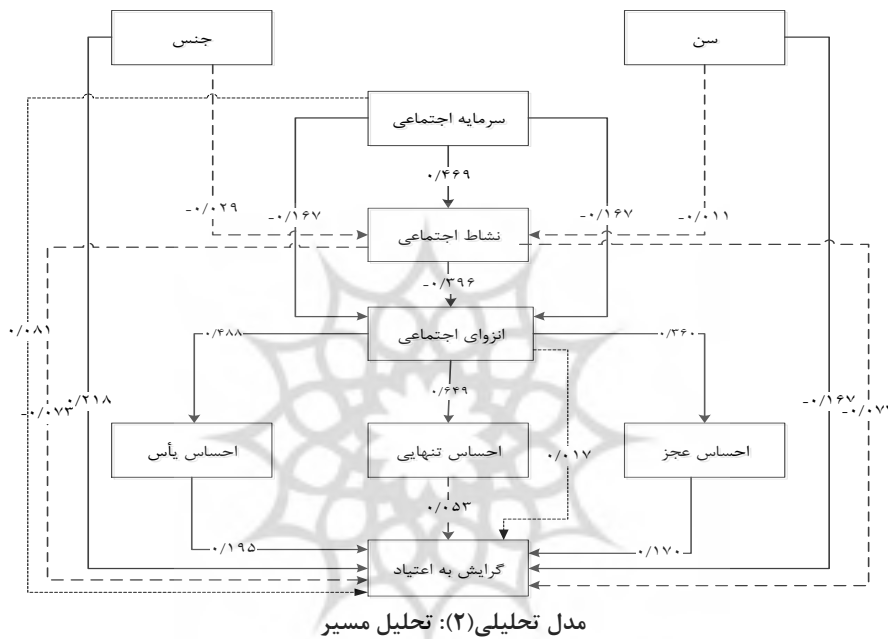 جنس
سن
سرمایه اجتماعی
۰/۴۶۹
-۰/۰۲۹
-۰/۱۶۷
-۰/۱۶۷
-۰/۰۱۱
نشاط اجتماعی
-۰/۳۹۶
انزوای اجتماعی
۰/۰۸۱
۰/۴۸۸
۰/۳۶۰
۰/۶۴۹
-۰/۰۷۳
۰/۲۱۸
-۰/۱۶۷
احساس یأس
احساس تنهایی
۰/۰۱۷
احساس عجز
۰/۰۵۳
۰/۱۹۵
۰/۱۷۰
گرایش به اعتیاد
مدل تحلیلی(۲): تحلیل مسیر